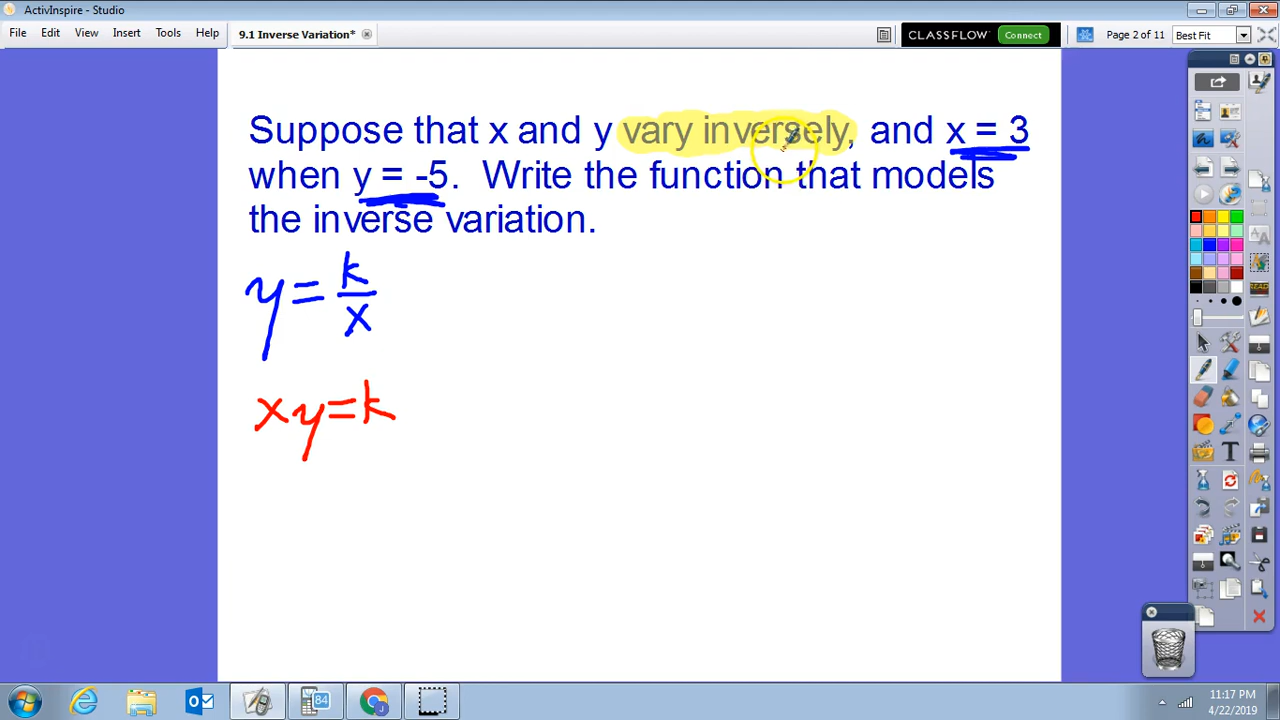 ActivInspire - Studio
File Edit View Insert Tools Help
9.1 Inverse Variation*
CLASSFLOW Connect
Page 2 of 11
Best Fit
Suppose that x and y vary inversely, and x = 3
when y = -5. Write the function that models
the inverse variation.
y = k/x
xy=k
READ
84
11:17 PM
4/22/2019